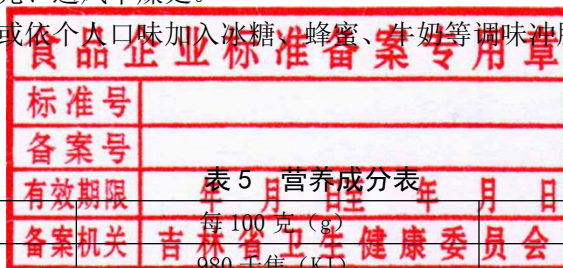 或依个人口味加入冰糖、蜂蜜、牛奶等调味冲
食品企业标准备案专用章
标准号
备案号
有效期限 年 月 日至 年 月 日
表 5 营养成分表
每 100 克（g）
备案机关 吉林省卫生健康委员会
980 千焦（KJ）